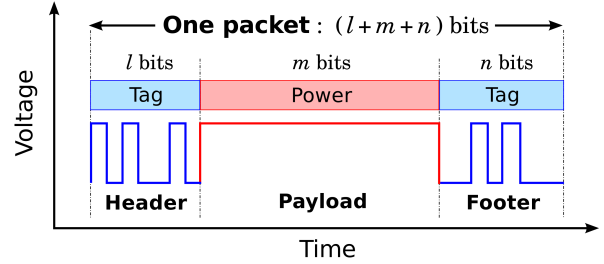 One packet : (l+m+n) bits
l bits m bits n bits
Tag Power Tag
Voltage
Header Payload Footer
Time